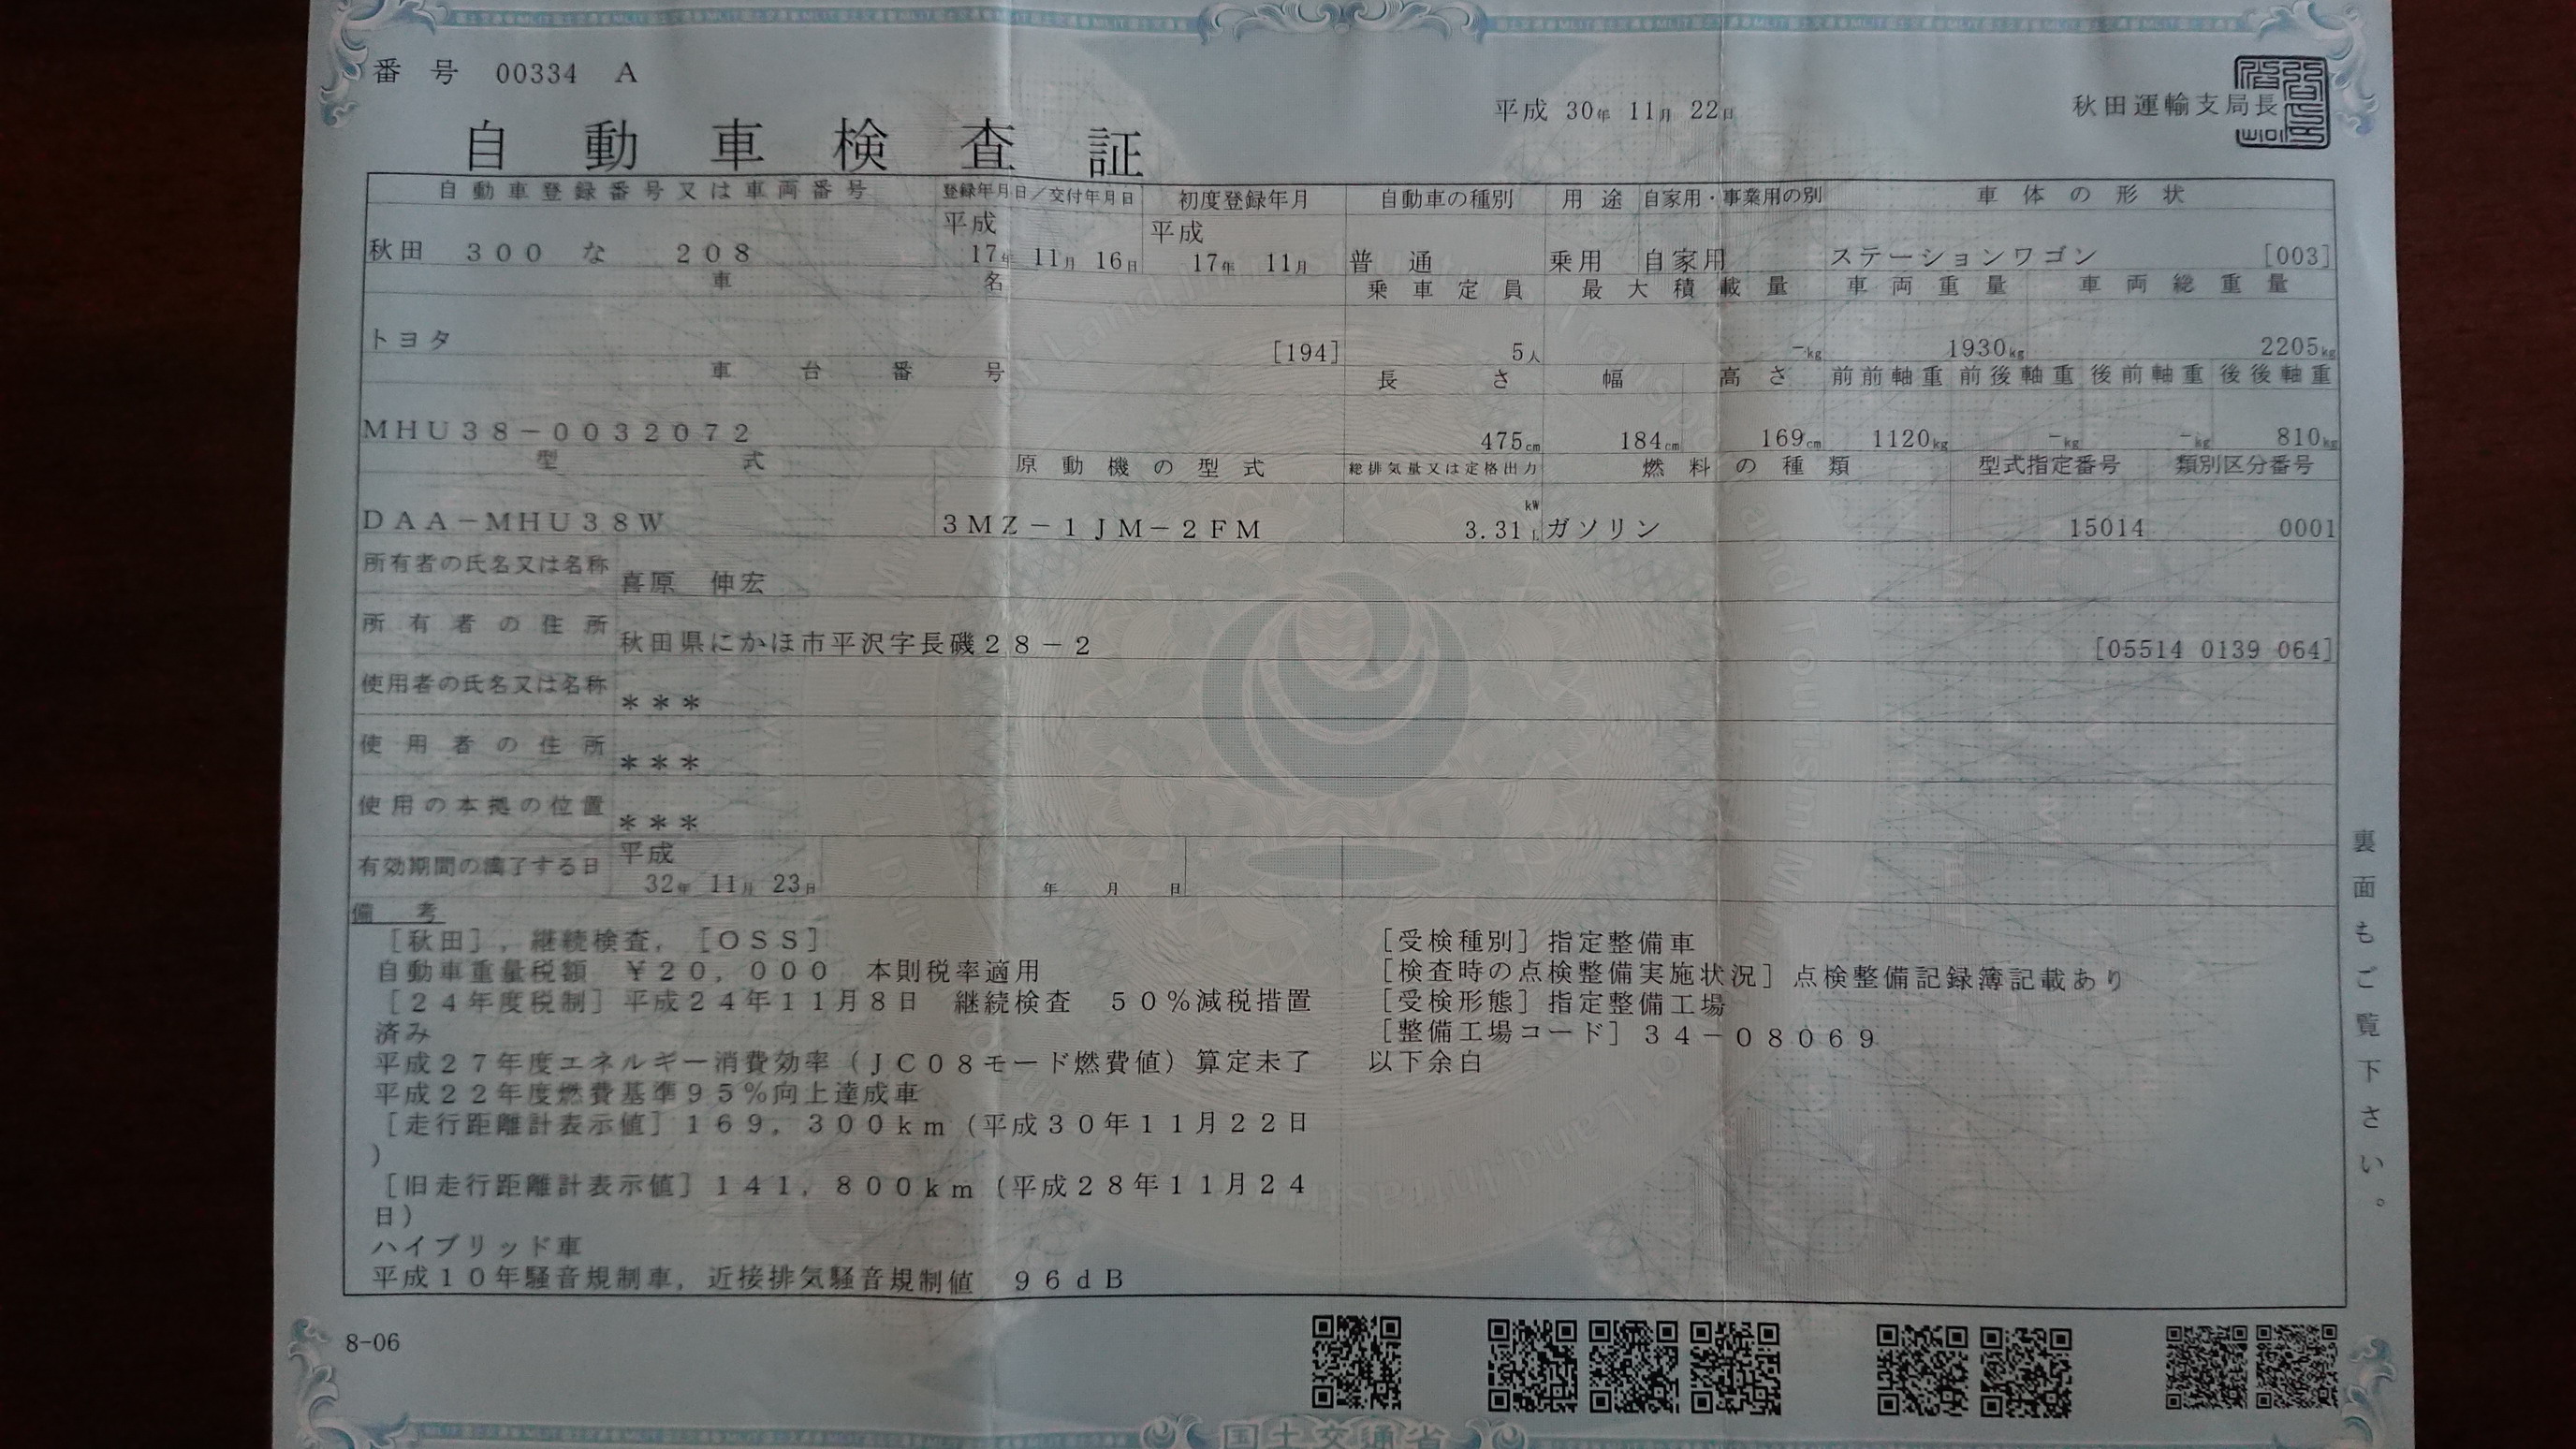 番号 00334 A
平成 30年 11月 22日
秋田運輸支局長
自動車検査証
自動車登録番号又は車両番号 登録年月日／交付年月日 初度登録年月 自動車の種別 用途 自家用・事業用の別 車体の形状
秋田 300 な 208 平成 17年 11月 16日 平成 17年 11月 普通 乗用 自家用 ステーションワゴン [003]
車名 乗車定員 最大積載量 車両重量 車両総重量
トヨタ [194] 5人 －kg 1930kg 2205kg
車台番号 長さ 幅 高さ 前前軸重 前後軸重 後前軸重 後後軸重
MHU38－0032072 475cm 184cm 169cm 1120kg －kg －kg 810kg
型式 原動機の型式 総排気量又は定格出力 燃料の種類 型式指定番号 類別区分番号
DAA－MHU38W 3MZ－1JM－2FM kW 3.31L ガソリン 15014 0001
所有者の氏名又は名称 喜原 伸宏
所有者の住所 秋田県にかほ市平沢字長磯28－2 [05514 0139 064]
使用者の氏名又は名称 ＊＊＊
使用者の住所 ＊＊＊
使用の本拠の位置 ＊＊＊
有効期間の満了する日 平成 32年 11月 23日 年 月 日
備考
[秋田]，継続検査，[OSS]
自動車重量税額 ￥20，000 本則税率適用
[24年度税制]平成24年11月8日 継続検査 50％減税措置
済み
平成27年度エネルギー消費効率（JC08モード燃費値）算定未了
平成22年度燃費基準95％向上達成車
[走行距離計表示値]169，300km（平成30年11月22日
）
[旧走行距離計表示値]141，800km（平成28年11月24
日）
ハイブリッド車
平成10年騒音規制車，近接排気騒音規制値 96dB
[受検種別]指定整備車
[検査時の点検整備実施状況]点検整備記録簿記載あり
[受検形態]指定整備工場
[整備工場コード]34－08069
以下余白
裏面もご覧下さい。
8-06
国土交通省